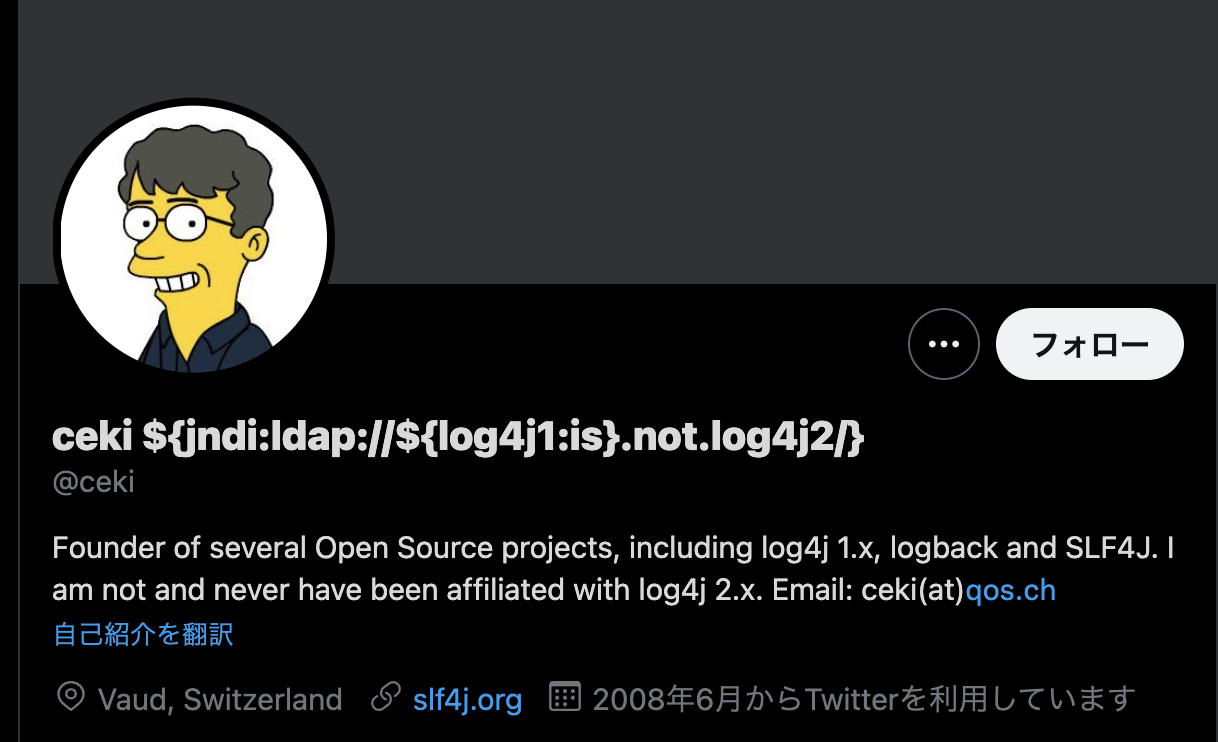 フォロー
ceki ${jndi:ldap://${log4j1:is}.not.log4j2/}
@ceki
Founder of several Open Source projects, including log4j 1.x, logback and SLF4J. I
am not and never have been affiliated with log4j 2.x. Email: ceki(at)qos.ch
自己紹介を翻訳
Vaud, Switzerland slf4j.org 2008年6月からTwitterを利用しています